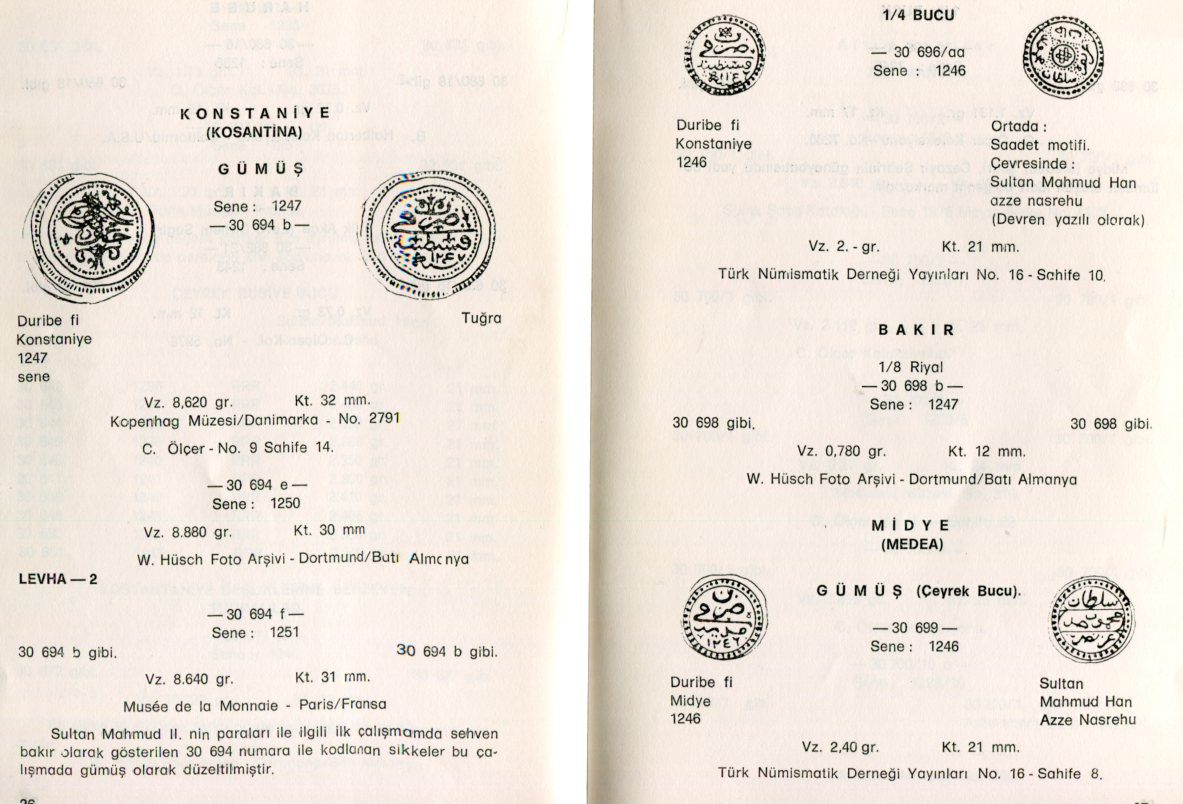 KONSTANİYE
(KOSANTİNA)
GÜMÜŞ
Sene : 1247
— 30 694 b —
Duribe fi
Konstaniye
1247
sene
Tuğra
Vz. 8,620 gr. Kt. 32 mm.
Kopenhag Müzesi/Danimarka - No. 2791
C. Ölçer - No. 9 Sahife 14.
— 30 694 e —
Sene : 1250
Vz. 8.880 gr. Kt. 30 mm
W. Hüsch Foto Arşivi - Dortmund/Batı Almanya
LEVHA — 2
— 30 694 f —
Sene : 1251
30 694 b gibi. 30 694 b gibi.
Vz. 8.640 gr. Kt. 31 mm.
Musée de la Monnaie - Paris/Fransa
Sultan Mahmud II. nin paraları ile ilgili ilk çalışmamda sehven
bakır olarak gösterilen 30 694 numara ile kodlanan sikkeler bu ça-
lışmada gümüş olarak düzeltilmiştir.
1/4 BUCU
— 30 696/aa
Sene : 1246
Duribe fi
Konstaniye
1246
Ortada :
Saadet motifi.
Çevresinde :
Sultan Mahmud Han
azze nasrehu
(Devren yazılı olarak)
Vz. 2. - gr. Kt. 21 mm.
Türk Nümismatik Derneği Yayınları No. 16 - Sahife 10.
BAKIR
1/8 Riyal
— 30 698 b —
Sene : 1247
30 698 gibi. 30 698 gibi.
Vz. 0,780 gr. Kt. 12 mm.
W. Hüsch Foto Arşivi - Dortmund/Batı Almanya
MİDYE
(MEDEA)
GÜMÜŞ (Çeyrek Bucu).
— 30 699 —
Sene : 1246
ضرب في
مدية
١٢٤٦
سلطان
محمود خان
عز نصره
Duribe fi
Midye
1246
Sultan
Mahmud Han
Azze Nasrehu
Vz. 2,40 gr. Kt. 21 mm.
Türk Nümismatik Derneği Yayınları No. 16 - Sahife 8.